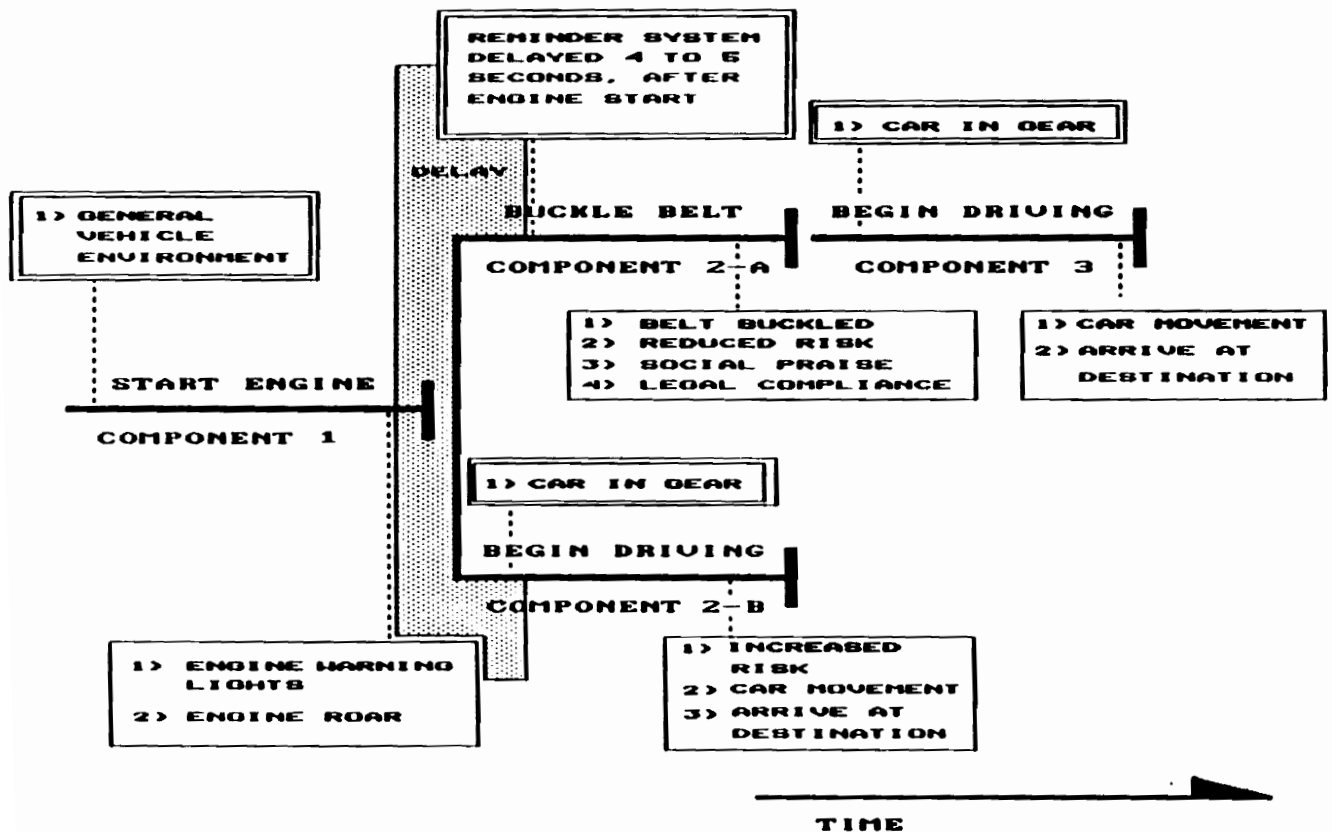 REMINDER SYSTEM
DELAYED 4 TO 5
SECONDS, AFTER
ENGINE START
1) CAR IN GEAR
DELAY
1) GENERAL
VEHICLE
ENVIRONMENT
BUCKLE BELT
BEGIN DRIVING
COMPONENT 2-A
COMPONENT 3
1) BELT BUCKLED
2) REDUCED RISK
3) SOCIAL PRAISE
4) LEGAL COMPLIANCE
1) CAR MOVEMENT
2) ARRIVE AT
DESTINATION
START ENGINE
COMPONENT 1
1) CAR IN GEAR
BEGIN DRIVING
COMPONENT 2-B
1) ENGINE WARNING
LIGHTS
2) ENGINE ROAR
1) INCREASED
RISK
2) CAR MOVEMENT
3) ARRIVE AT
DESTINATION
TIME